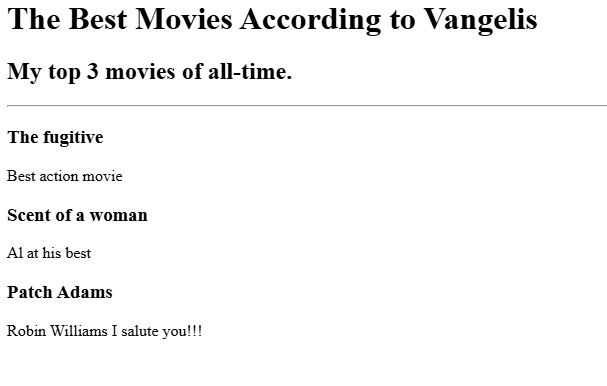 The Best Movies According to Vangelis
My top 3 movies of all-time.
The fugitive
Best action movie
Scent of a woman
Al at his best
Patch Adams
Robin Williams I salute you!!!